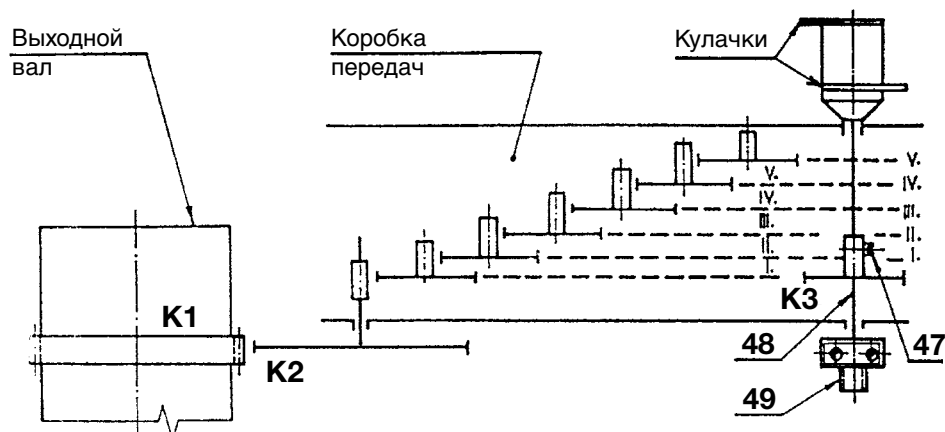 Выходной
вал
Коробка
передач
Кулачки
V.
V.
IV.
IV.
III.
III.
II.
II.
I.
I.
K1
K2
K3
48
47
49